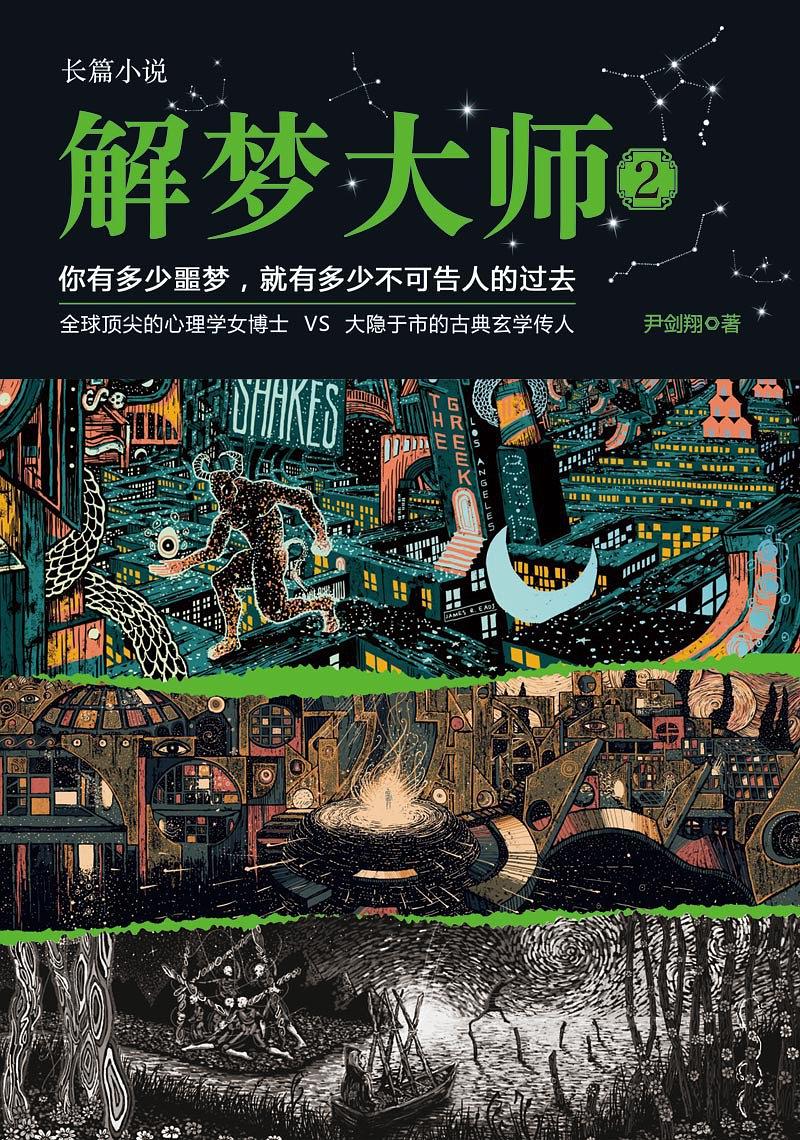 长篇小说
解梦大师2
你有多少噩梦，就有多少不可告人的过去
全球顶尖的心理学女博士 VS 大隐于市的古典玄学传人
尹剑翔◎著
SHAKES
THE GREEK
LOS ANGELES
JAMES R. EADS